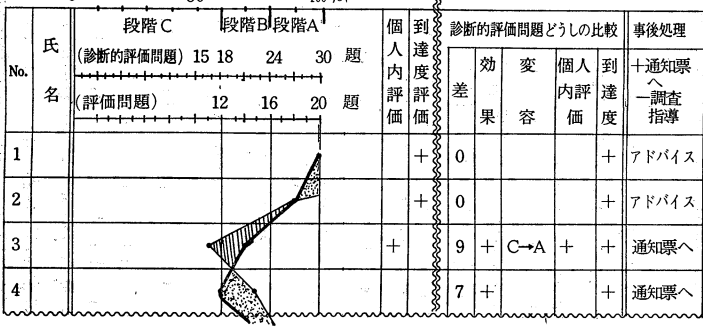 段階C 段階B 段階A
No. 氏名 (診断的評価問題) 15 18 24 30 題
(評価問題) 12 16 20 題
個人内評価 到達度評価
診断的評価問題どうしの比較 事後処理
差 効果 変容 個人内評価 到達度 +通知票へ
−調査
指導
1 + 0 + アドバイス
2 + 0 + アドバイス
3 + 9 + C→A + + 通知票へ
4 7 + + 通知票へ